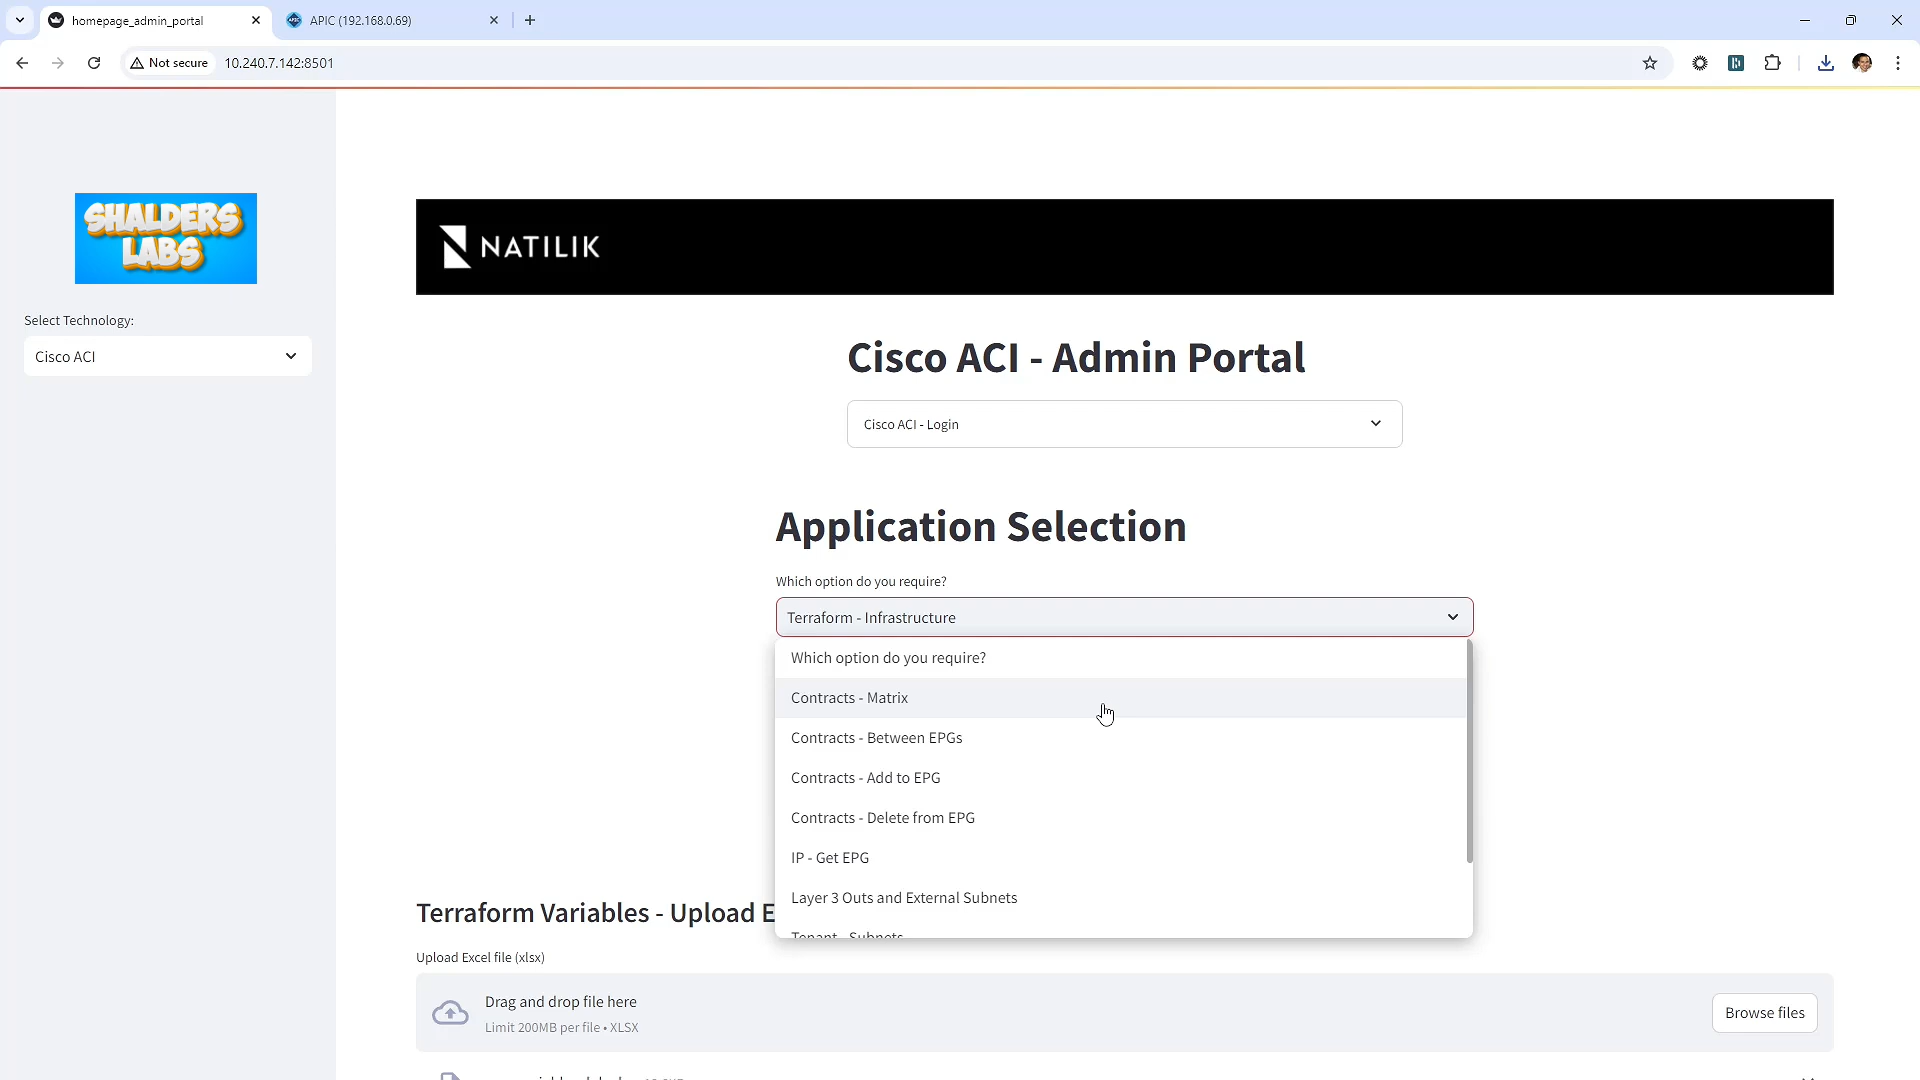 homepage_admin_portal
APIC (192.168.0.69)
Not secure
10.240.7.142:8501
SHALDERS
LABS
Select Technology:
Cisco ACI
NATILIK
Cisco ACI - Admin Portal
Cisco ACI - Login
Application Selection
Which option do you require?
Terraform - Infrastructure
Which option do you require?
Contracts - Matrix
Contracts - Between EPGs
Contracts - Add to EPG
Contracts - Delete from EPG
IP - Get EPG
Layer 3 Outs and External Subnets
Tenant - Subnets
Terraform Variables - Upload E
Upload Excel file (xlsx)
Drag and drop file here
Limit 200MB per file • XLSX
Browse files